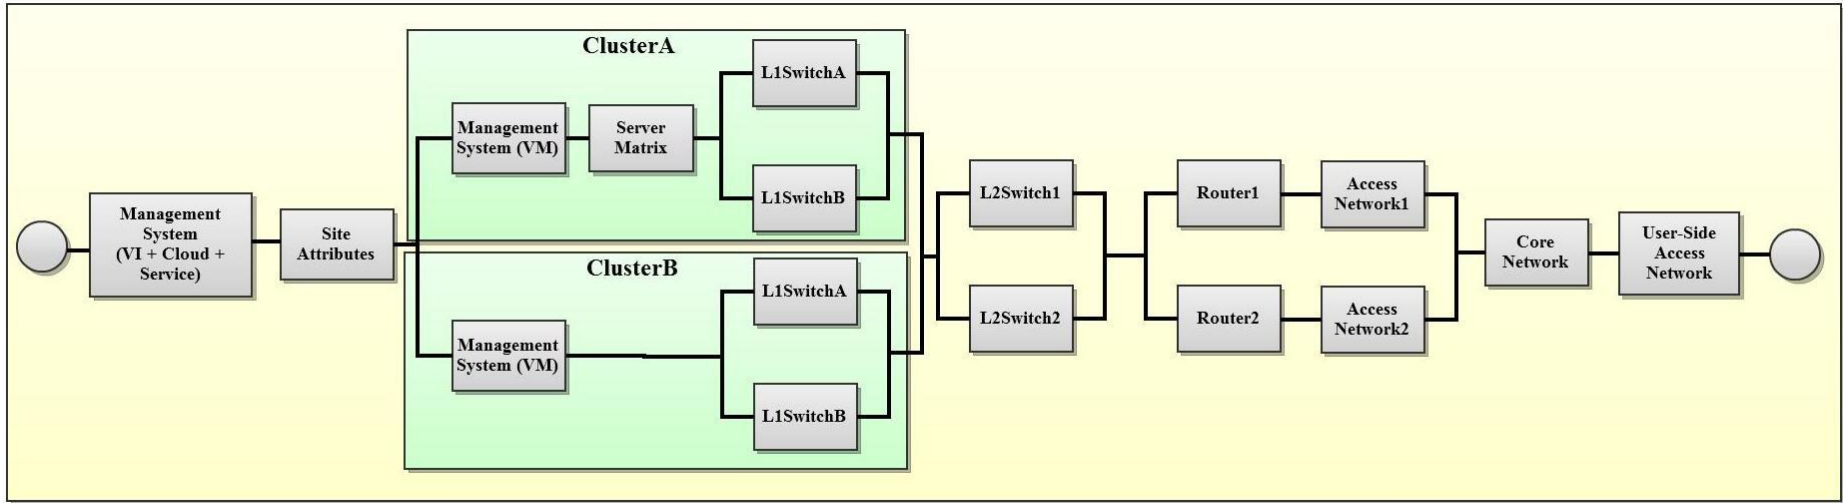 Management
System
(VI + Cloud +
Service)
Site
Attributes
ClusterA
Management
System (VM)
Server
Matrix
L1SwitchA
L1SwitchB
ClusterB
Management
System (VM)
L1SwitchA
L1SwitchB
L2Switch1
L2Switch2
Router1
Access
Network1
Router2
Access
Network2
Core
Network
User-Side
Access
Network